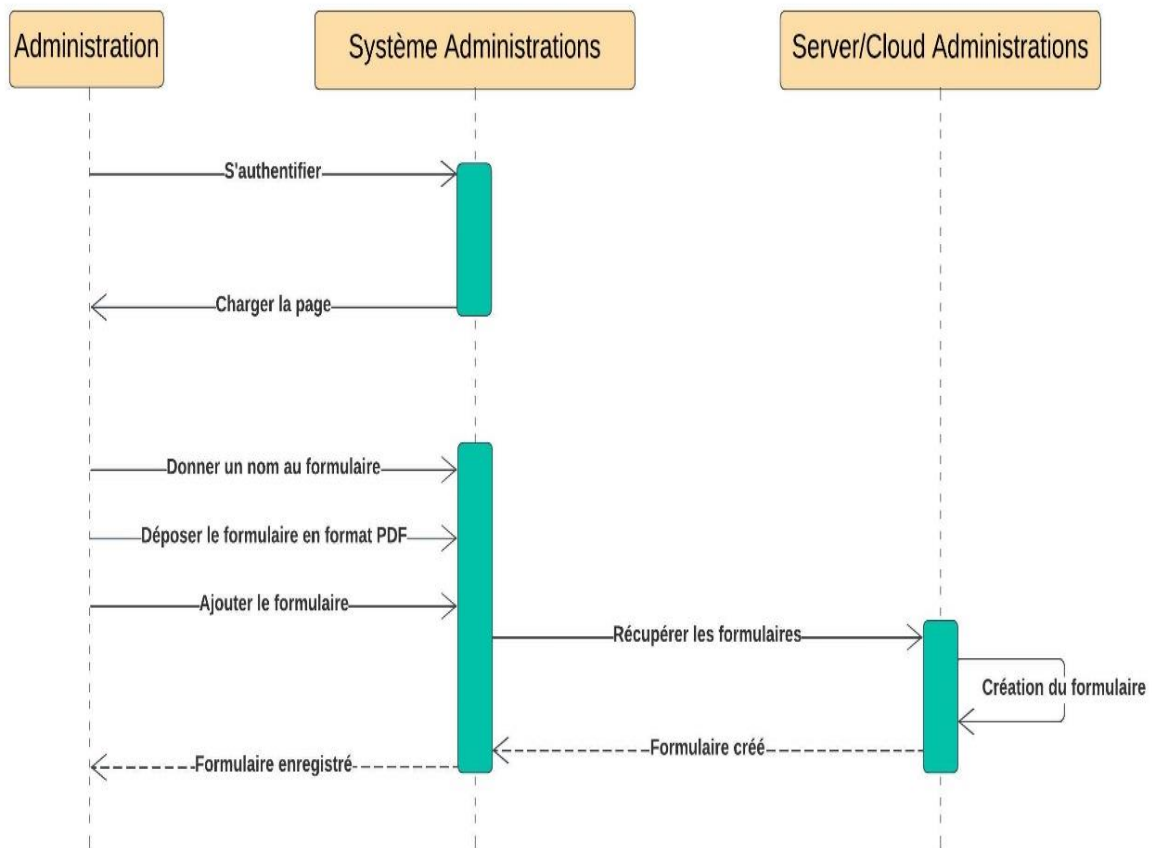 Administration
Système Administrations
Server/Cloud Administrations
S'authentifier
Charger la page
Donner un nom au formulaire
Déposer le formulaire en format PDF
Ajouter le formulaire
Récupérer les formulaires
Création du formulaire
Formulaire créé
Formulaire enregistré